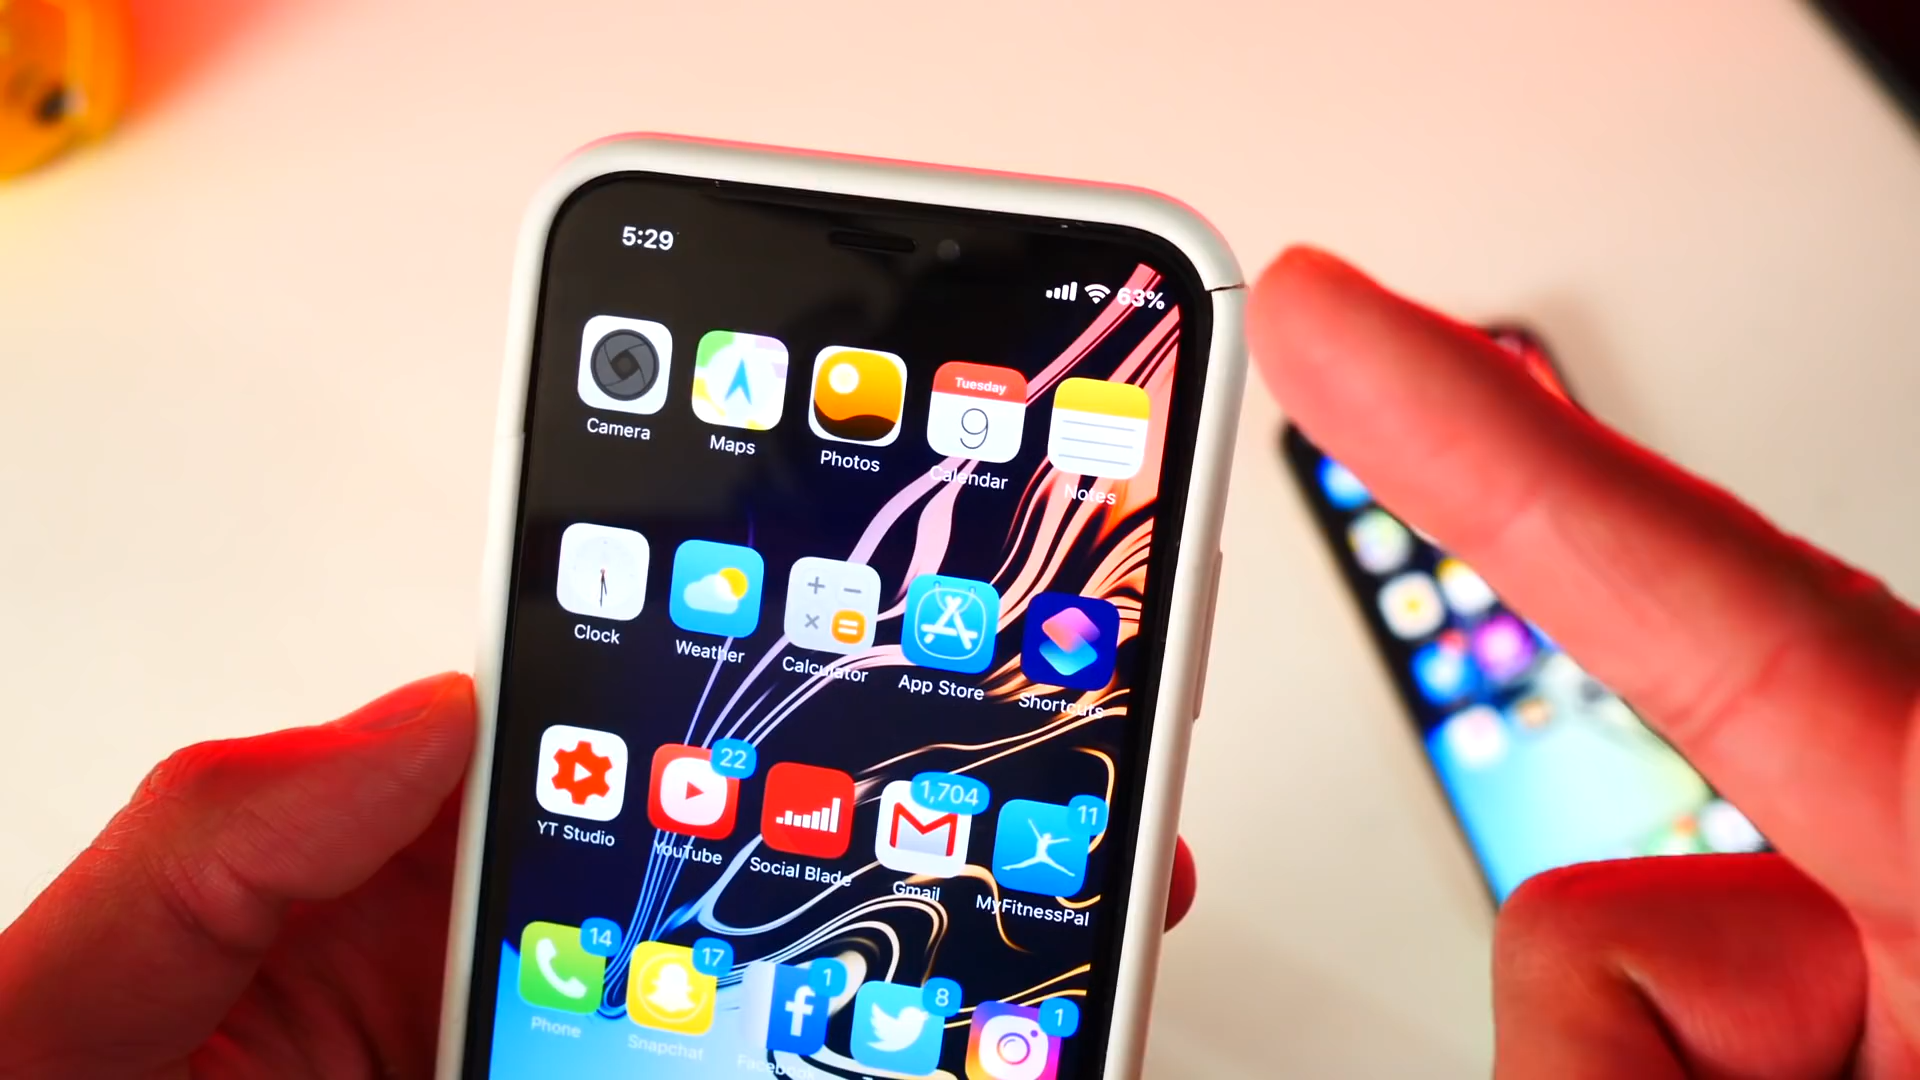 5:29
63%
Tuesday
9
Camera
Maps
Photos
Calendar
Notes
Clock
Weather
Calculator
App Store
Shortcuts
22
1,704
11
YT Studio
YouTube
Social Blade
Gmail
MyFitnessPal
14
17
1
8
1
Phone
Snapchat
Facebook